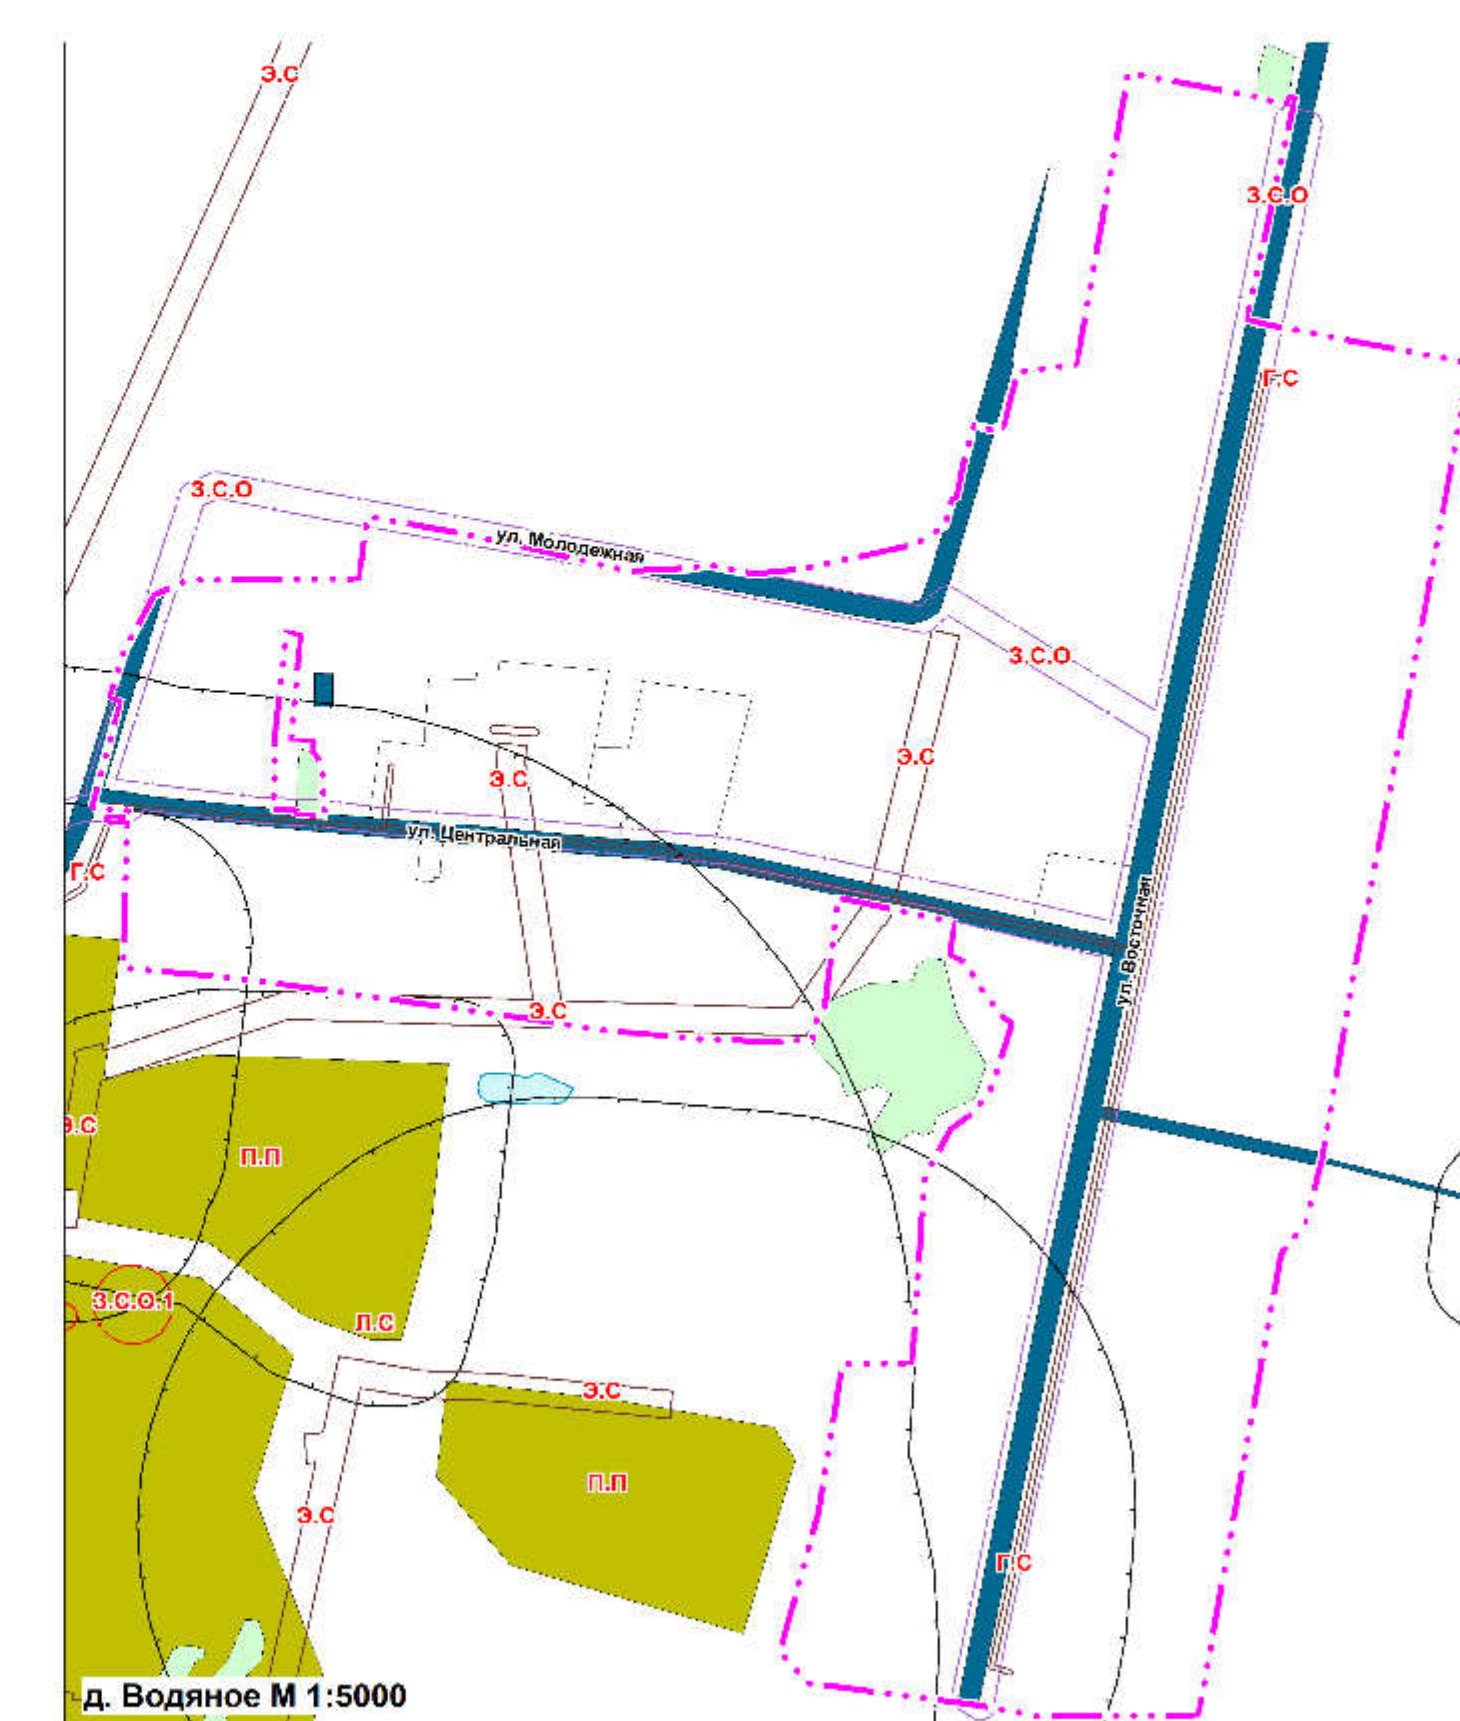 Э.С
З.С.О
Г.С
З.С.О
ул. Молодежная
З.С.О
Э.С
Э.С
ул. Центральная
Г.С
ул. Восточная
Э.С
Э.С
П.П
З.С.О.1
Л.С
Э.С
П.П
Э.С
Г.С
д. Водяное М 1:5000